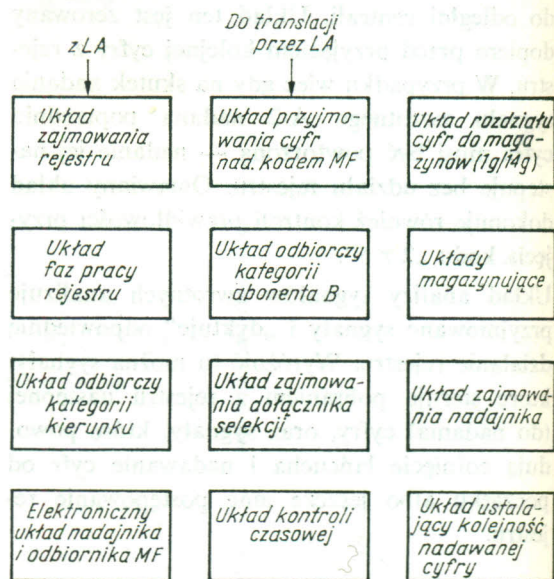 z LA
Do translacji
przez LA
Układ
zajmowania
rejestru
Układ przyjmo-
wania cyfr
nad. kodem MF
Układ rozdziału
cyfr do maga-
zynów (1g/14g)
Układ
faz pracy
rejestru
Układ odbiorczy
kategorii
abonenta B
Układy
magazynujące
Układ odbiorczy
kategorii
kierunku
Układ zajmowa-
nia dołącznika
selekcji
Układ zajmowa-
nia nadajnika
Elektroniczny
układ nadajnika
i odbiornika MF
Układ kontroli
czasowej
Układ ustala-
jący kolejność
nadawanej
cyfry